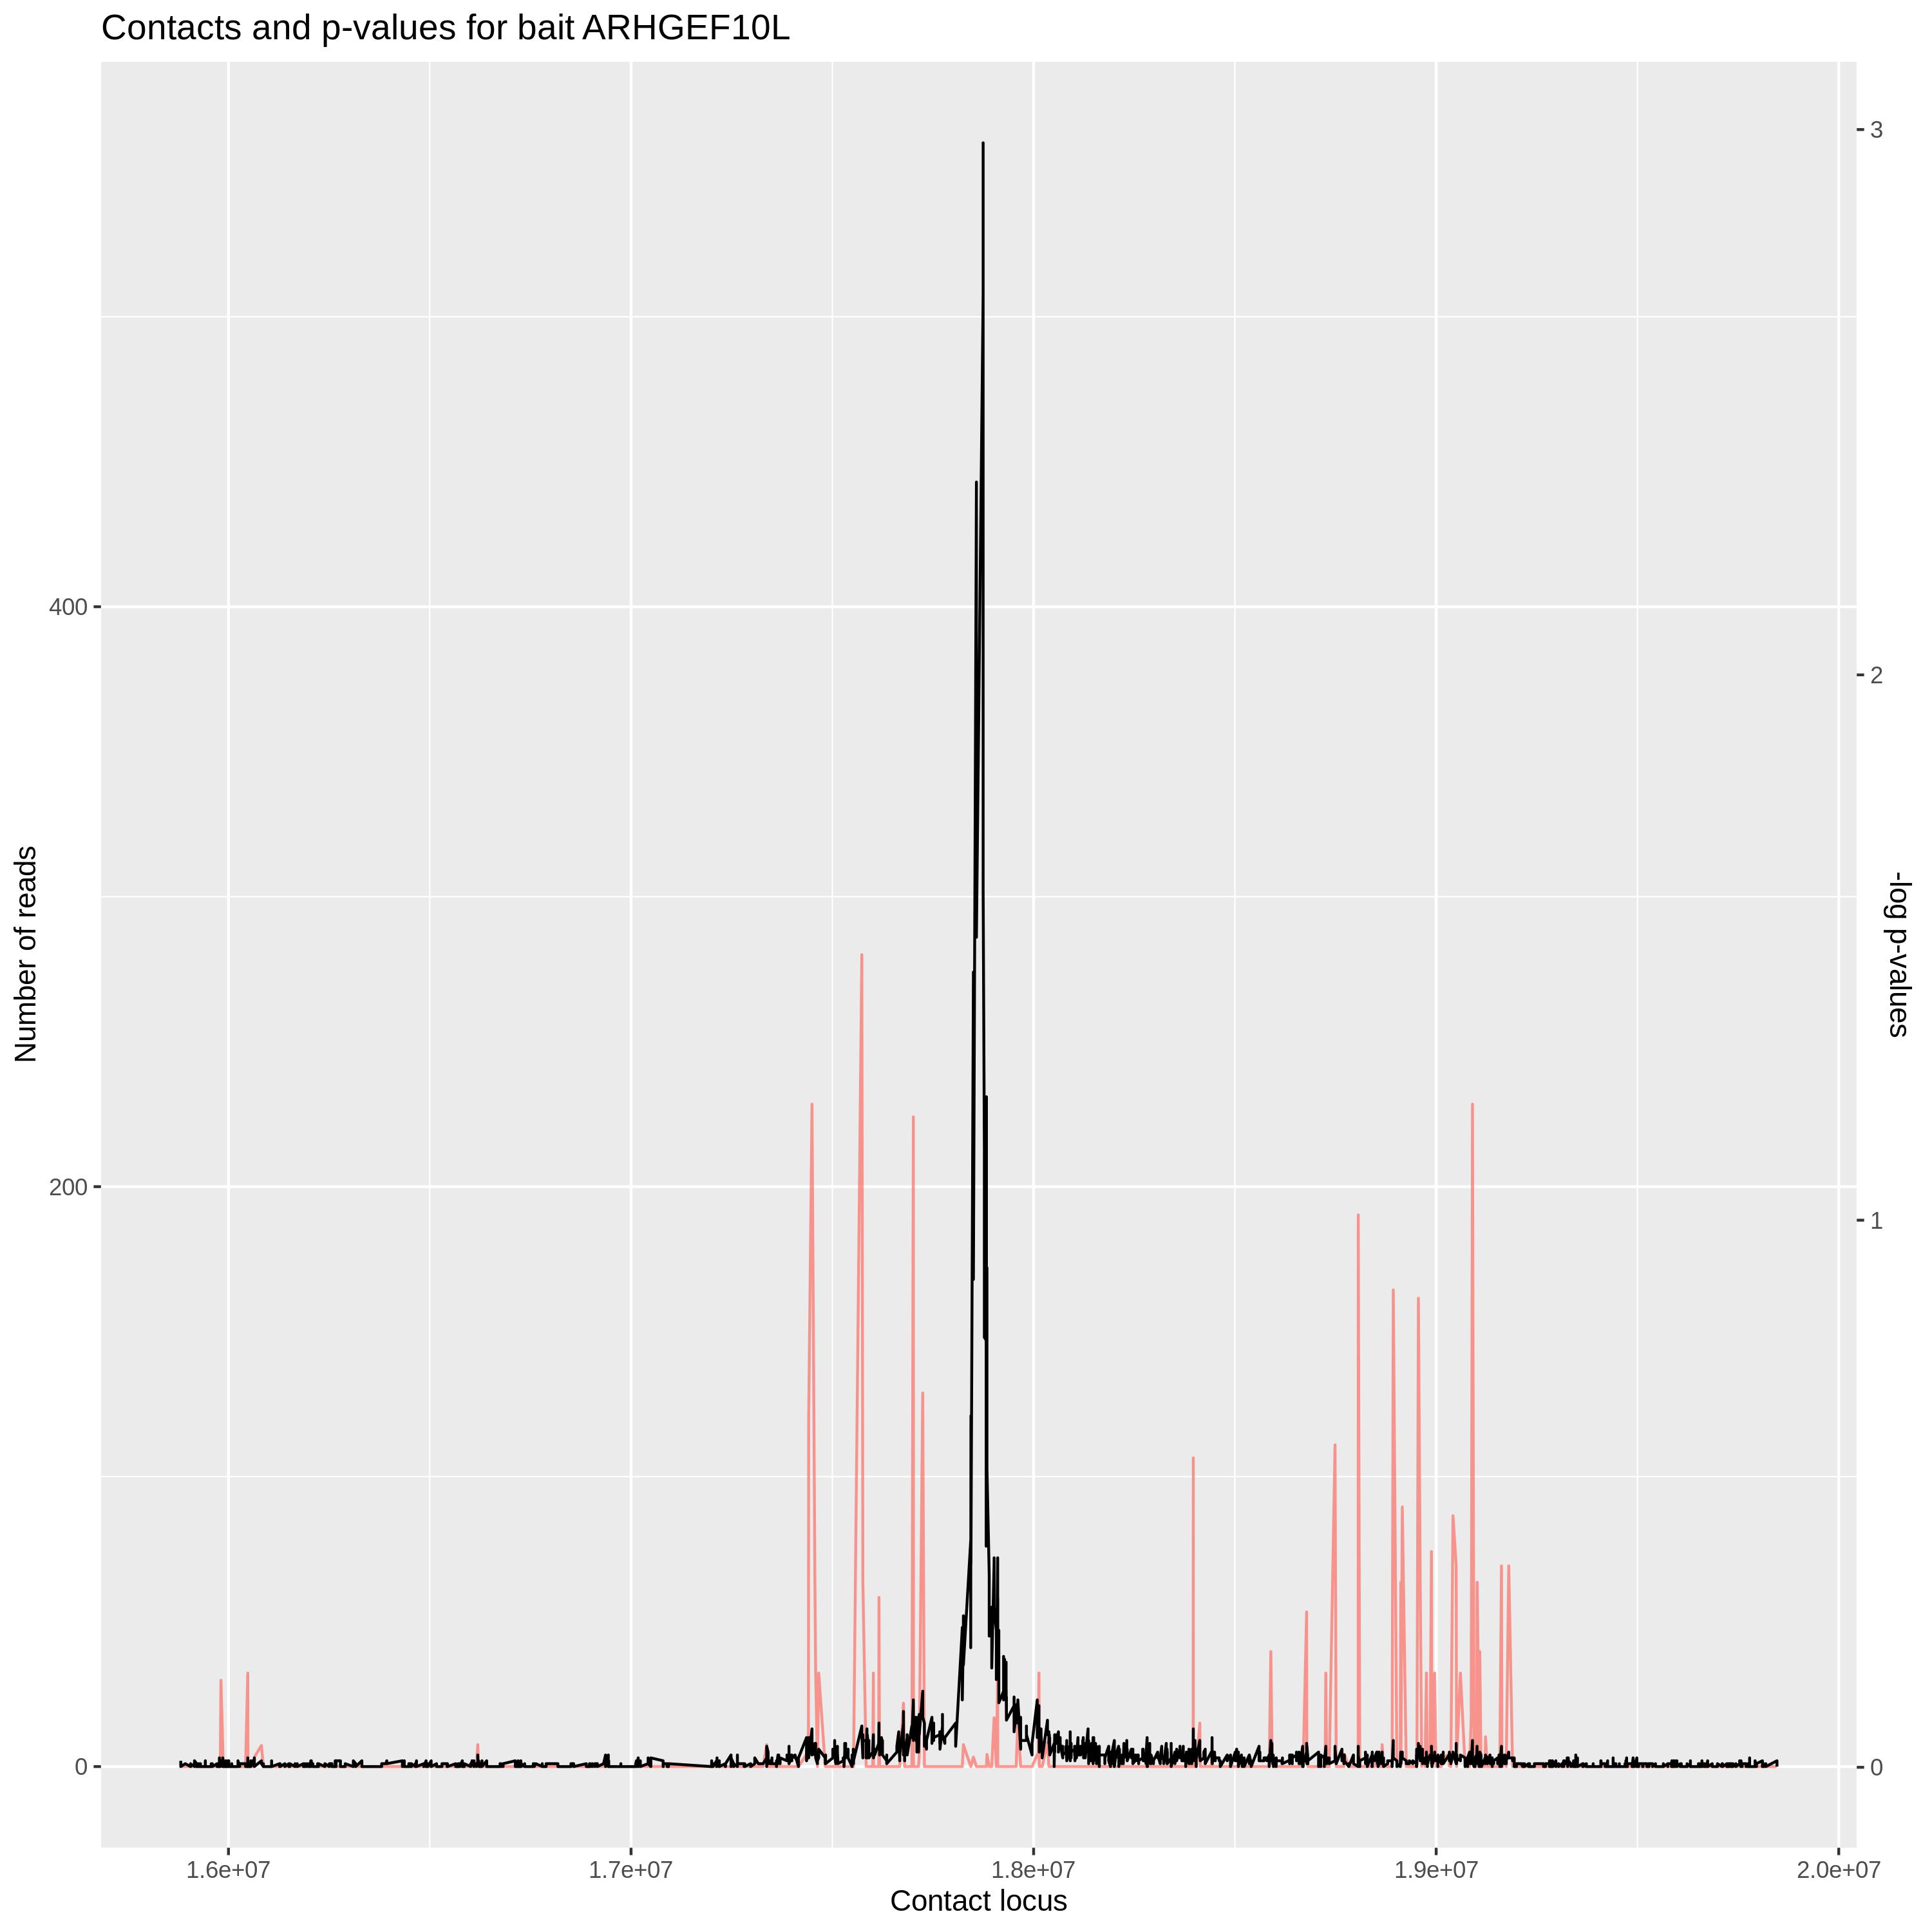 Contacts and p-values for bait ARHGEF10L
Number of reads
400
200
0
3
2
1
0
-log p-values
1.6e+07
1.7e+07
1.8e+07
1.9e+07
2.0e+07
Contact locus